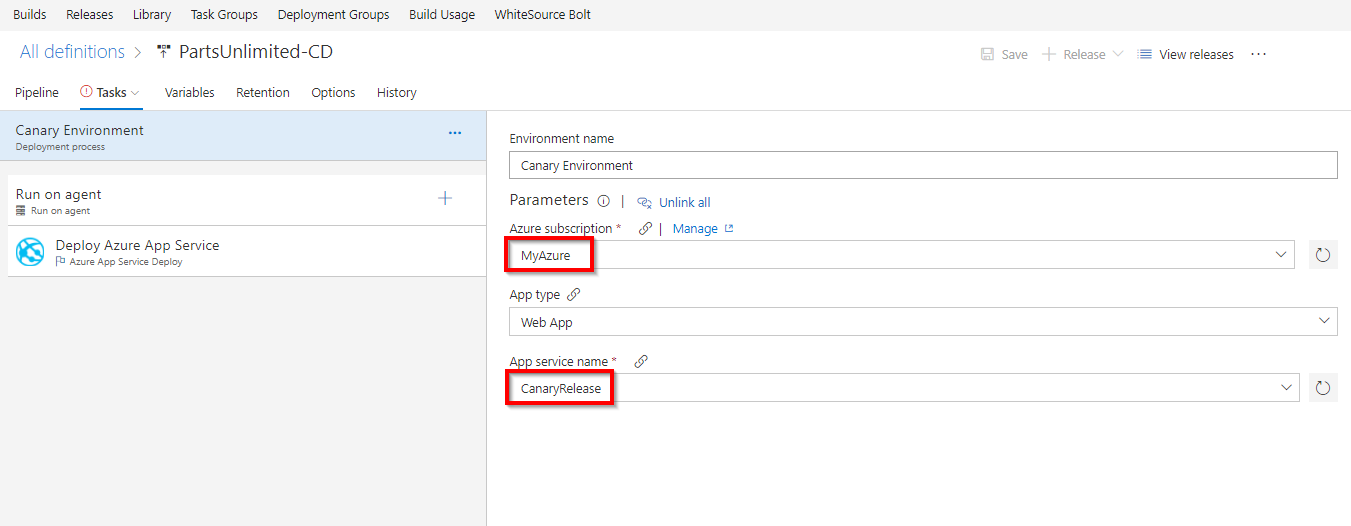 Builds Releases Library Task Groups Deployment Groups Build Usage WhiteSource Bolt
All definitions > PartsUnlimited-CD Save Release View releases ...
Pipeline Tasks Variables Retention Options History
Canary Environment
Deployment process
Run on agent
Run on agent
Deploy Azure App Service
Azure App Service Deploy
Environment name
Canary Environment
Parameters | Unlink all
Azure subscription * | Manage
MyAzure
App type
Web App
App service name *
CanaryRelease